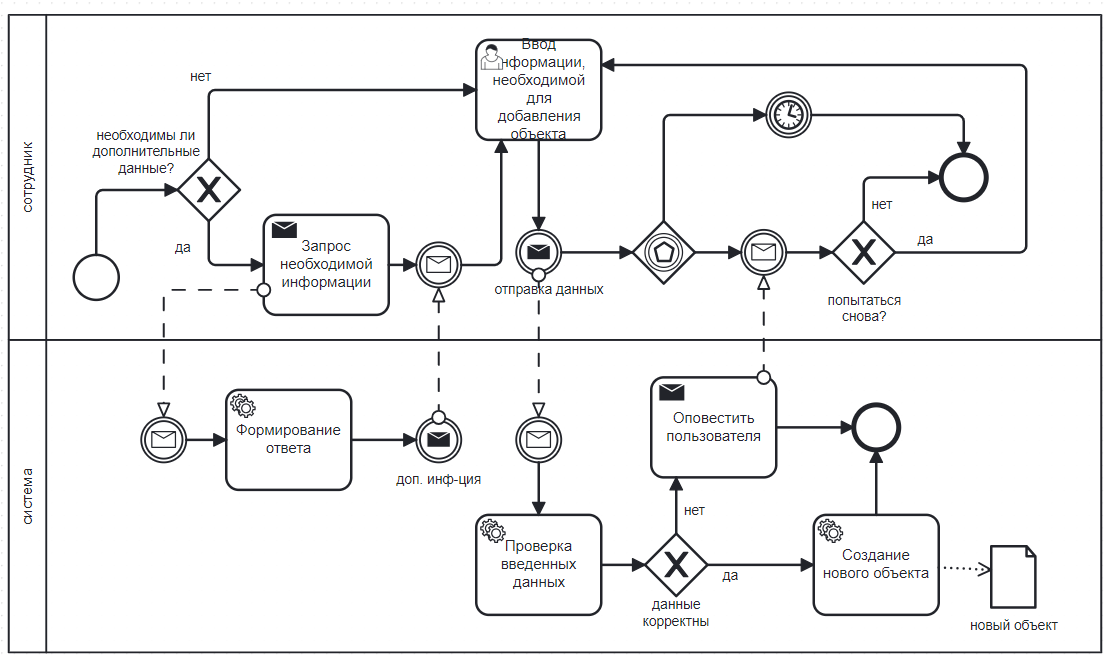 сотрудник
нет
необходимы ли
дополнительные
данные?
да
Запрос
необходимой
информации
Ввод
информации,
необходимой
для
добавления
объекта
отправка данных
нет
да
попытаться
снова?
система
Формирование
ответа
доп. инф-ция
Проверка
введенных
данных
Оповестить
пользователя
нет
да
данные
корректны
Создание
нового объекта
новый объект